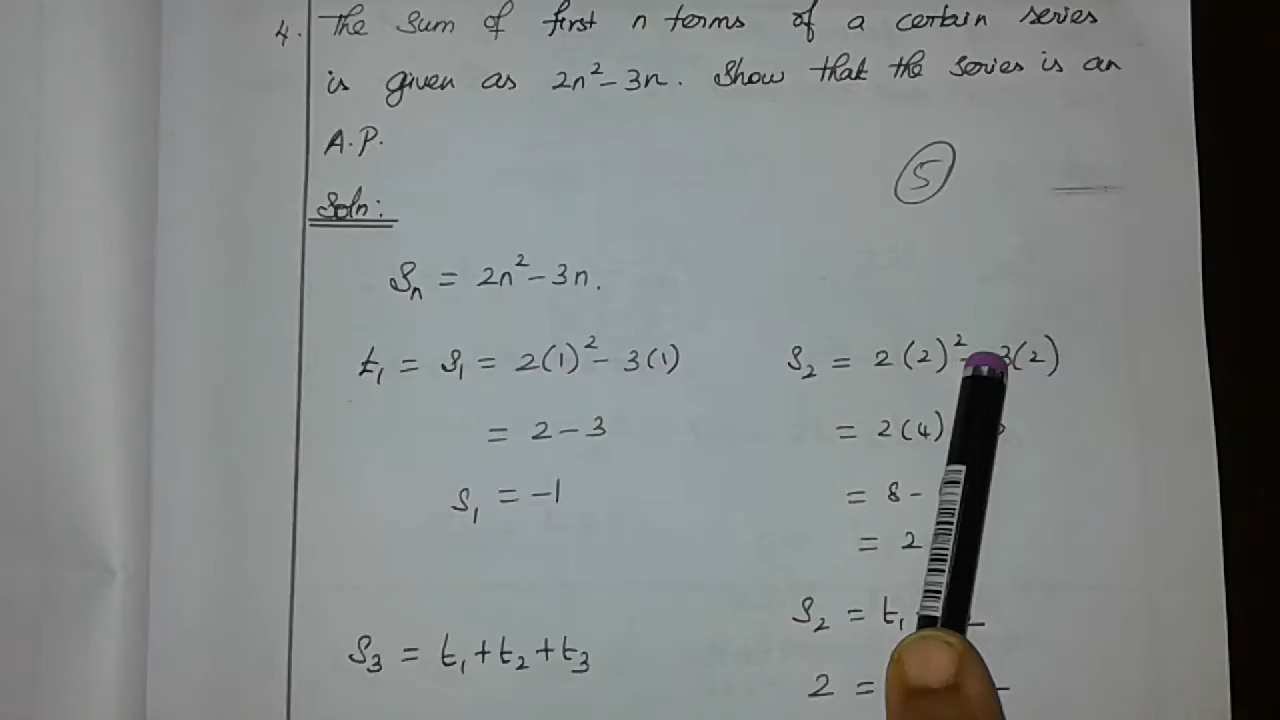 4. The Sum of first n terms of a certain series
is given as 2n² - 3n. Show that the series is an
A.P.
5
Soln:
Sₙ = 2n² - 3n.
t₁ = S₁ = 2(1)² - 3(1)
= 2 - 3
S₁ = -1
S₂ = 2(2)² - 3(2)
= 2(4)
= 8 -
= 2
S₂ = t₁
2 =
S₃ = t₁ + t₂ + t₃